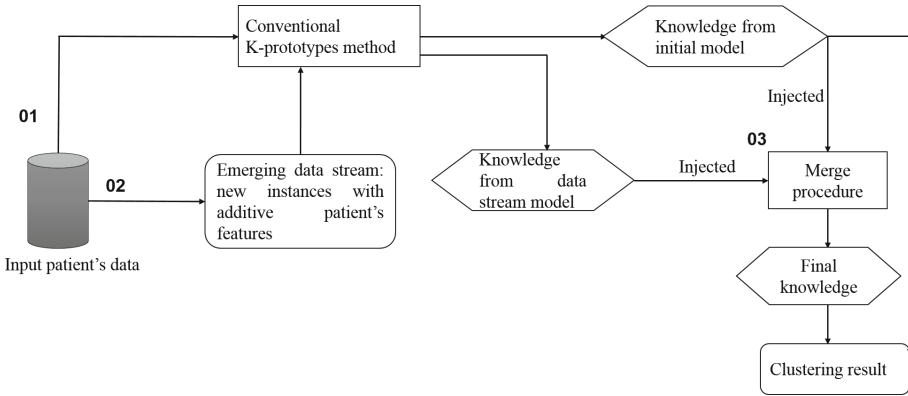 Conventional
K-prototypes method
Knowledge from
initial model
01
Injected
03
Emerging data stream:
new instances with
additive patient's
features
02
Knowledge
from data
stream model
Injected
Merge
procedure
Input patient's data
Final
knowledge
Clustering result